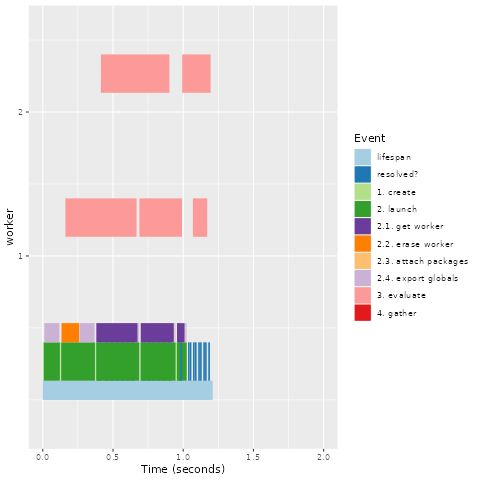 worker
2
1
0.0 0.5 1.0 1.5 2.0
Time (seconds)
Event
lifespan
resolved?
1. create
2. launch
2.1. get worker
2.2. erase worker
2.3. attach packages
2.4. export globals
3. evaluate
4. gather